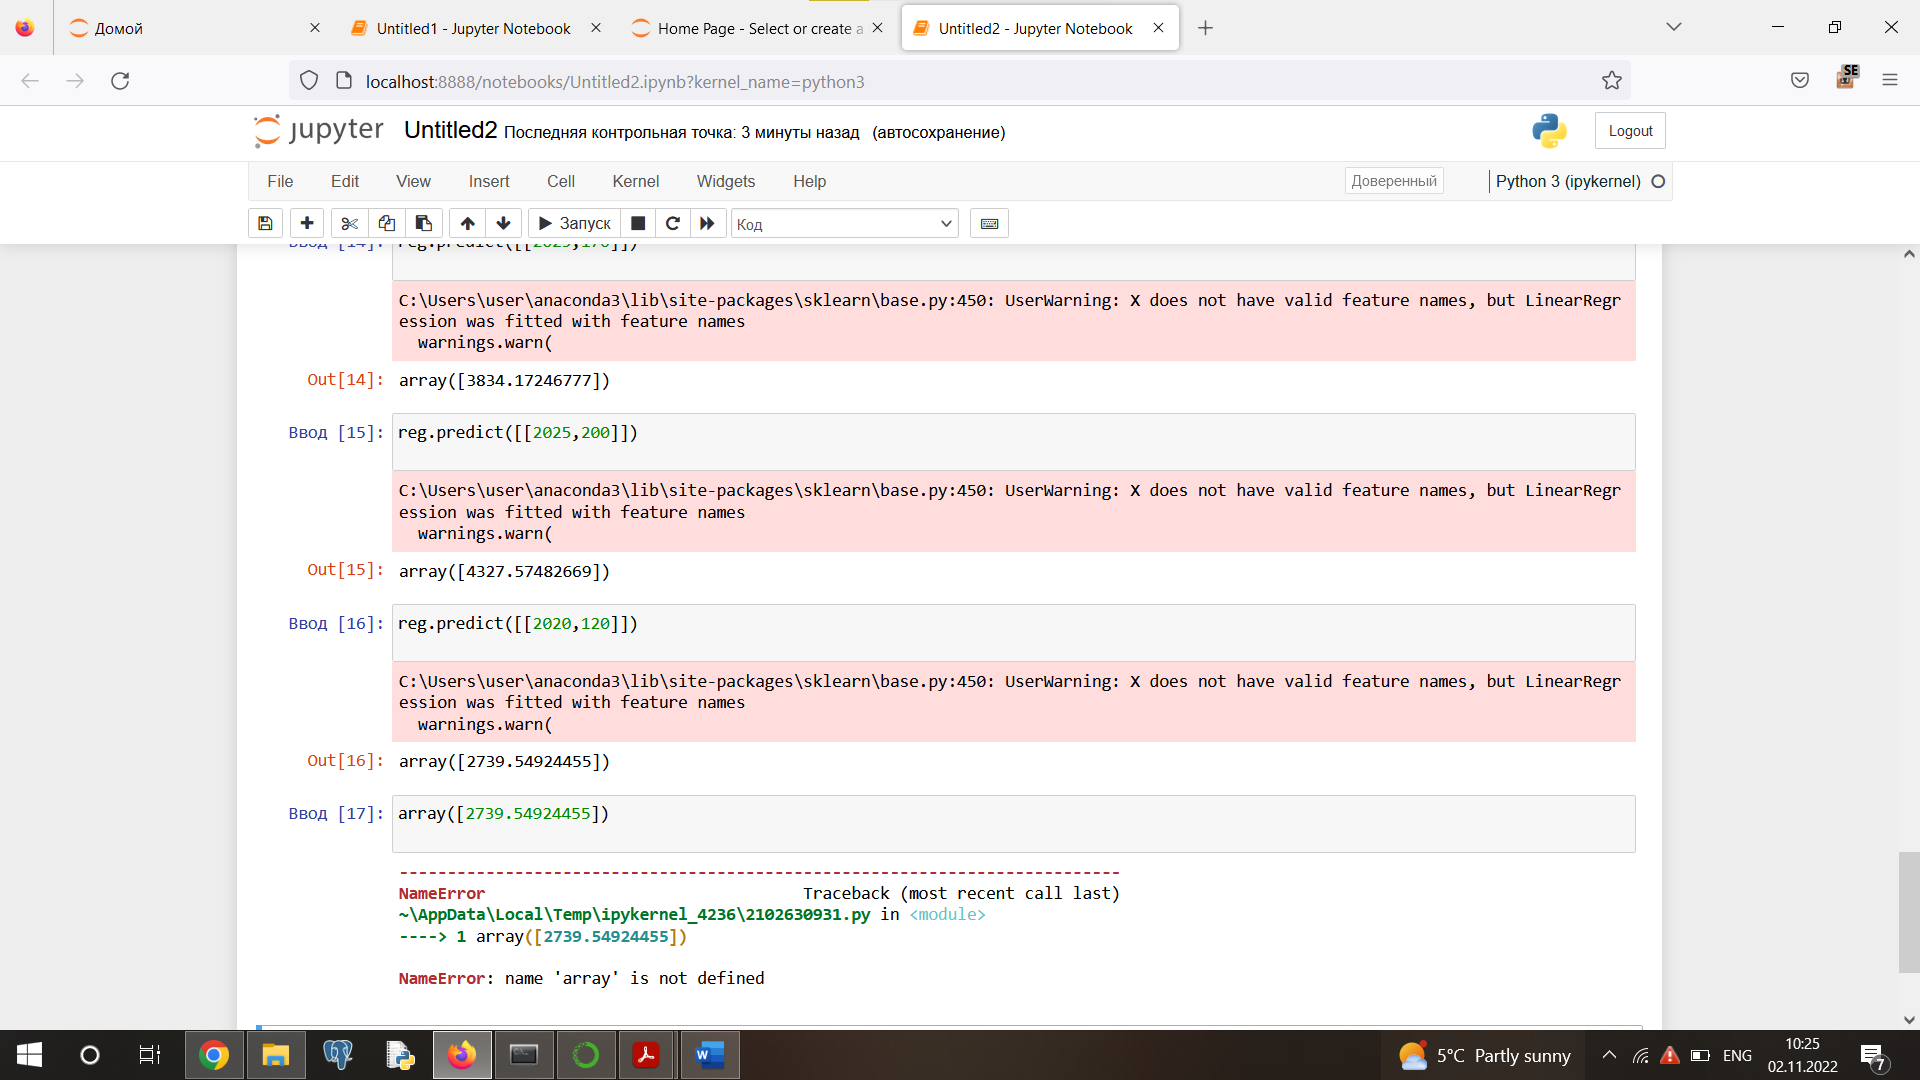 Домой
Untitled1 - Jupyter Notebook
Home Page - Select or create a
Untitled2 - Jupyter Notebook
localhost:8888/notebooks/Untitled2.ipynb?kernel_name=python3
SE
jupyter Untitled2 Последняя контрольная точка: 3 минуты назад (автосохранение)
Logout
File Edit View Insert Cell Kernel Widgets Help
Доверенный
Python 3 (ipykernel)
Запуск
Код
Ввод [14]: reg.predict([[2025,170]])
C:\Users\user\anaconda3\lib\site-packages\sklearn\base.py:450: UserWarning: X does not have valid feature names, but LinearRegr
ession was fitted with feature names
warnings.warn(
Out[14]: array([3834.17246777])
Ввод [15]: reg.predict([[2025,200]])
C:\Users\user\anaconda3\lib\site-packages\sklearn\base.py:450: UserWarning: X does not have valid feature names, but LinearRegr
ession was fitted with feature names
warnings.warn(
Out[15]: array([4327.57482669])
Ввод [16]: reg.predict([[2020,120]])
C:\Users\user\anaconda3\lib\site-packages\sklearn\base.py:450: UserWarning: X does not have valid feature names, but LinearRegr
ession was fitted with feature names
warnings.warn(
Out[16]: array([2739.54924455])
Ввод [17]: array([2739.54924455])
---------------------------------------------------------------------------
NameError Traceback (most recent call last)
~\AppData\Local\Temp\ipykernel_4236\2102630931.py in <module>
----> 1 array([2739.54924455])
NameError: name 'array' is not defined
5°C Partly sunny
ENG
10:25
02.11.2022
7